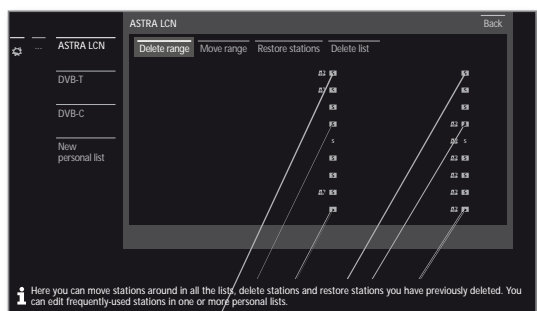 ASTRA LCN
Back
...
ASTRA LCN
Delete range
Move range
Restore stations
Delete list
DVB-T
DVB-C
New
personal list
Here you can move stations around in all the lists, delete stations and restore stations you have previously deleted. You
can edit frequently-used stations in one or more personal lists.